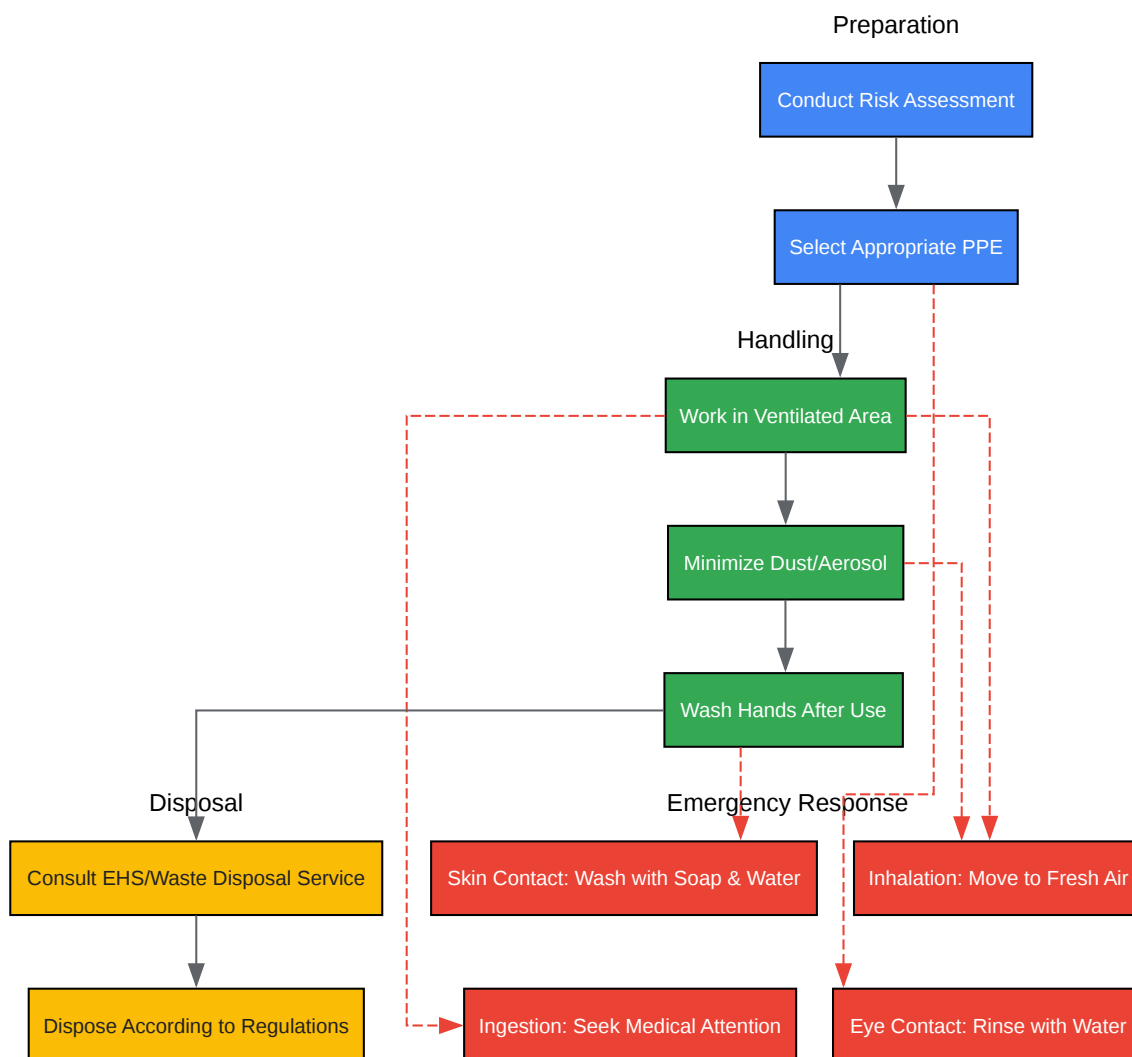 Preparation
Conduct Risk Assessment
Select Appropriate PPE
Handling
Work in Ventilated Area
Minimize Dust/Aerosol
Wash Hands After Use
Disposal
Emergency Response
Consult EHS/Waste Disposal Service
Skin Contact: Wash with Soap & Water
Inhalation: Move to Fresh Air
Dispose According to Regulations
Ingestion: Seek Medical Attention
Eye Contact: Rinse with Water